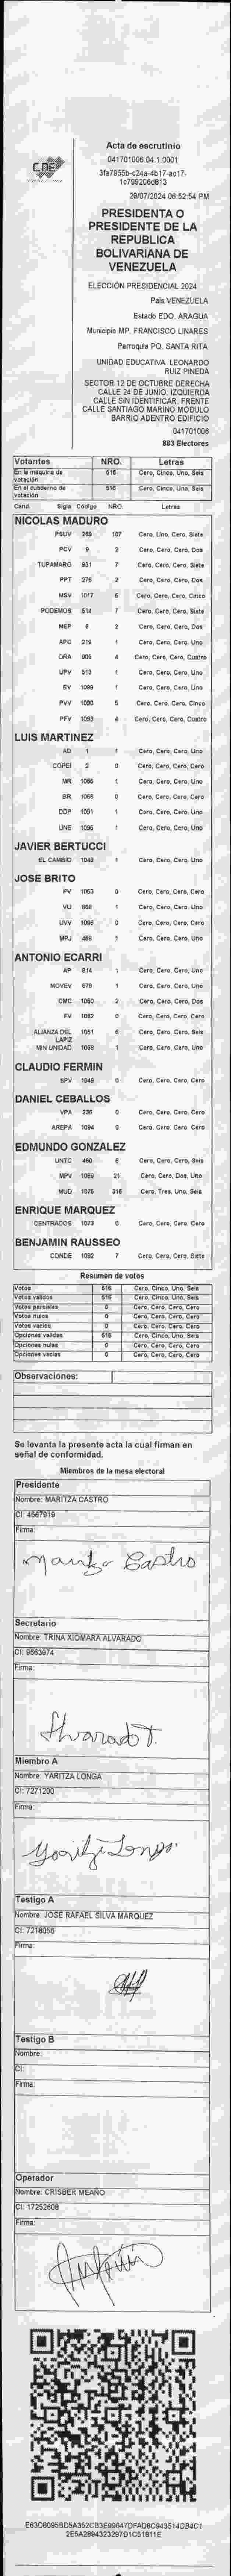 CNE
Acta de escrutinio
041701006.04.1.0001
3fa7955b-c24a-4b17-ac17-
1c799206d813
28/07/2024 06:52:54 PM
PRESIDENTA O
PRESIDENTE DE LA
REPUBLICA
BOLIVARIANA DE
VENEZUELA
ELECCIÓN PRESIDENCIAL 2024
País VENEZUELA
Estado EDO. ARAGUA
Municipio MP. FRANCISCO LINARES
Parroquia PQ. SANTA RITA
UNIDAD EDUCATIVA LEONARDO
RUIZ PINEDA
SECTOR 12 DE OCTUBRE DERECHA
CALLE 24 DE JUNIO. IZQUIERDA
CALLE SIN IDENTIFICAR. FRENTE
CALLE SANTIAGO MARINO MODULO
BARRIO ADENTRO EDIFICIO
041701006
883 Electores
Votantes NRO. Letras
En la maquina de votación 516 Cero, Cinco, Uno, Seis
En el cuaderno de votación 516 Cero, Cinco, Uno, Seis
Cand. Sigla Código NRO. Letras
NICOLAS MADURO
PSUV 269 107 Cero, Uno, Cero, Siete
PCV 9 2 Cero, Cero, Cero, Dos
TUPAMARO 931 7 Cero, Cero, Cero, Siete
PPT 276 2 Cero, Cero, Cero, Dos
MSV 1017 5 Cero, Cero, Cero, Cinco
PODEMOS 514 7 Cero, Cero, Cero, Siete
MEP 6 2 Cero, Cero, Cero, Dos
APC 219 1 Cero, Cero, Cero, Uno
ORA 906 4 Cero, Cero, Cero, Cuatro
UPV 513 1 Cero, Cero, Cero, Uno
EV 1089 1 Cero, Cero, Cero, Uno
PVV 1090 5 Cero, Cero, Cero, Cinco
PFV 1093 4 Cero, Cero, Cero, Cuatro
LUIS MARTINEZ
AD 1 1 Cero, Cero, Cero, Uno
COPEI 2 0 Cero, Cero, Cero, Cero
MR 1066 1 Cero, Cero, Cero, Uno
BR 1068 0 Cero, Cero, Cero, Cero
DDP 1091 1 Cero, Cero, Cero, Uno
UNE 1095 1 Cero, Cero, Cero, Uno
JAVIER BERTUCCI
EL CAMBIO 1048 1 Cero, Cero, Cero, Uno
JOSE BRITO
PV 1053 0 Cero, Cero, Cero, Cero
VU 958 1 Cero, Cero, Cero, Uno
UVV 1096 0 Cero, Cero, Cero, Cero
MPJ 455 1 Cero, Cero, Cero, Uno
ANTONIO ECARRI
AP 814 1 Cero, Cero, Cero, Uno
MOVEV 879 1 Cero, Cero, Cero, Uno
CMC 1050 2 Cero, Cero, Cero, Dos
FV 1082 0 Cero, Cero, Cero, Cero
ALIANZA DEL LAPIZ 1051 6 Cero, Cero, Cero, Seis
MIN UNIDAD 1068 1 Cero, Cero, Cero, Uno
CLAUDIO FERMIN
SPV 1049 0 Cero, Cero, Cero, Cero
DANIEL CEBALLOS
VPA 236 0 Cero, Cero, Cero, Cero
AREPA 1094 0 Cero, Cero, Cero, Cero
EDMUNDO GONZALEZ
UNTC 460 6 Cero, Cero, Cero, Seis
MPV 1069 21 Cero, Cero, Dos, Uno
MUD 1075 316 Cero, Tres, Uno, Seis
ENRIQUE MARQUEZ
CENTRADOS 1073 0 Cero, Cero, Cero, Cero
BENJAMIN RAUSSEO
CONDE 1092 7 Cero, Cero, Cero, Siete
Resumen de votos
Votos 516 Cero, Cinco, Uno, Seis
Votos validos 516 Cero, Cinco, Uno, Seis
Votos parciales 0 Cero, Cero, Cero, Cero
Votos nulos 0 Cero, Cero, Cero, Cero
Votos vacios 0 Cero, Cero, Cero, Cero
Opciones validas 516 Cero, Cinco, Uno, Seis
Opciones nulas 0 Cero, Cero, Cero, Cero
Opciones vacias 0 Cero, Cero, Cero, Cero
Observaciones:
Se levanta la presente acta la cual firman en
señal de conformidad.
Miembros de la mesa electoral
Presidente
Nombre: MARITZA CASTRO
CI: 4567919
Firma:
Maritza Castro
Secretario
Nombre: TRINA XIOMARA ALVARADO
CI: 9663974
Firma:
Alvarado T.
Miembro A
Nombre: YARITZA LONGA
CI: 7271200
Firma:
Yaritza Longa
Testigo A
Nombre: JOSE RAFAEL SILVA MARQUEZ
CI: 7218056
Firma:
Testigo B
Nombre:
CI:
Firma:
Operador
Nombre: CRISBER MEAÑO
CI: 17252608
Firma:
E63D8095BD5A352CB3E99647DFAD8C943514DB4C1
2E5A2894323297D1C51811E